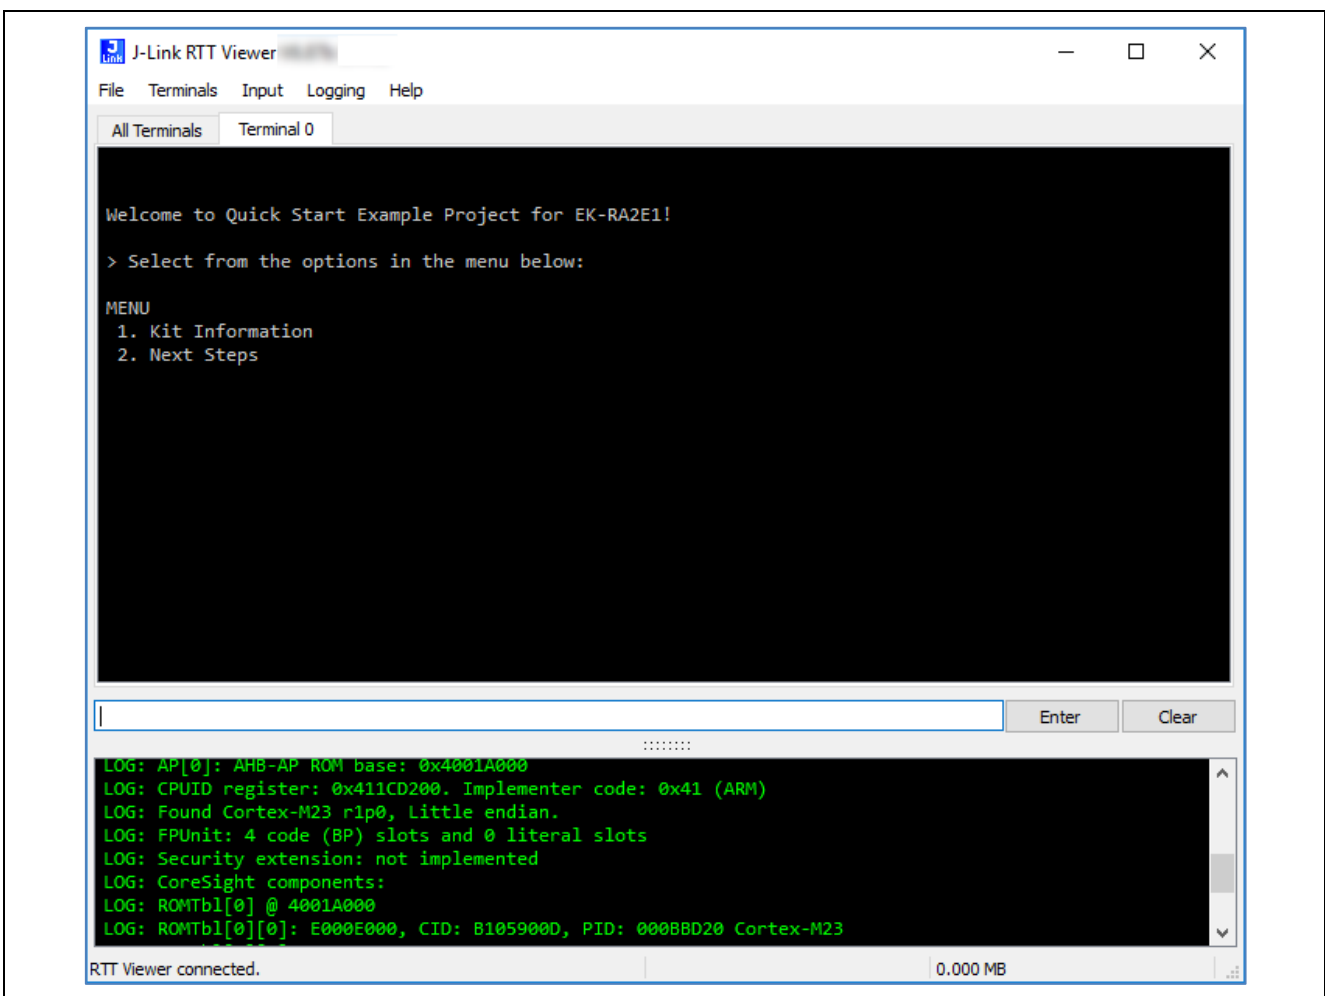 J-Link RTT Viewer
File Terminals Input Logging Help
All Terminals Terminal 0
Welcome to Quick Start Example Project for EK-RA2E1!
> Select from the options in the menu below:
MENU
1. Kit Information
2. Next Steps
Enter Clear
LOG: AP[0]: AHB-AP ROM base: 0x4001A000
LOG: CPUID register: 0x411CD200. Implementer code: 0x41 (ARM)
LOG: Found Cortex-M23 r1p0, Little endian.
LOG: FPUnit: 4 code (BP) slots and 0 literal slots
LOG: Security extension: not implemented
LOG: CoreSight components:
LOG: ROMTbl[0] @ 4001A000
LOG: ROMTbl[0][0]: E000E000, CID: B105900D, PID: 000BBD20 Cortex-M23
RTT Viewer connected. 0.000 MB